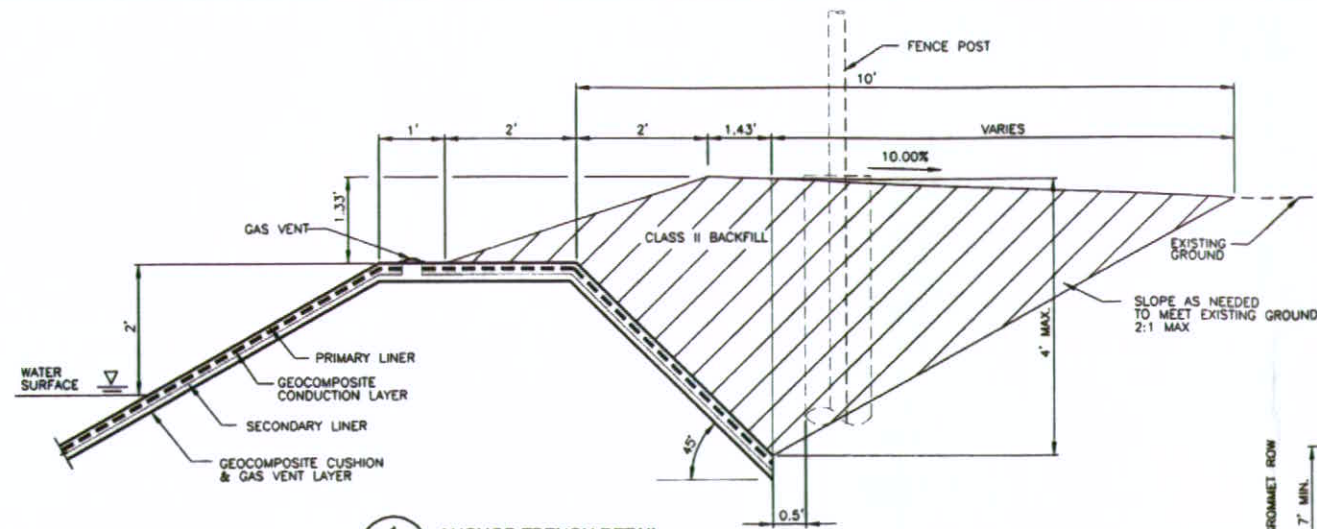 FENCE POST
10'
1'
2'
2'
1.43'
VARIES
10.00%
1.33'
GAS VENT
CLASS II BACKFILL
EXISTING
GROUND
SLOPE AS NEEDED
TO MEET EXISTING GROUND
2:1 MAX
2'
4' MAX.
PRIMARY LINER
WATER
SURFACE
GEOCOMPOSITE
CONDUCTION LAYER
SECONDARY LINER
GEOCOMPOSITE CUSHION
& GAS VENT LAYER
45°
0.5'
GROMMET ROW
7' MIN.